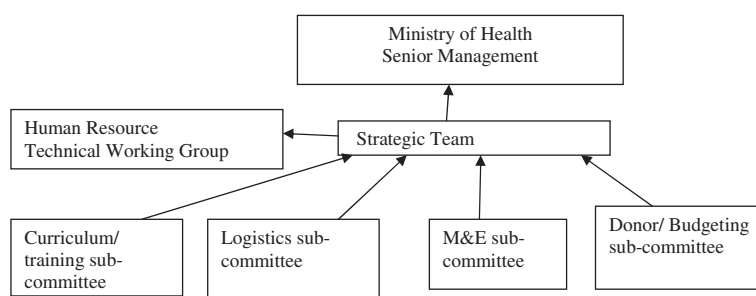 Ministry of Health
Senior Management
Human Resource
Technical Working Group
Strategic Team
Curriculum/
training sub-
committee
Logistics sub-
committee
M&E sub-
committee
Donor/ Budgeting
sub-committee